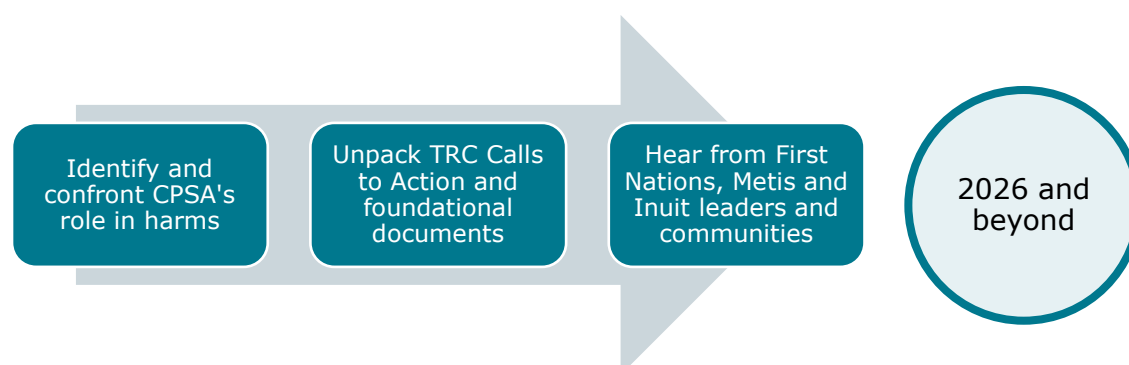 Identify and
confront CPSA's
role in harms
Unpack TRC Calls
to Action and
foundational
documents
Hear from First
Nations, Metis and
Inuit leaders and
communities
2026 and
beyond